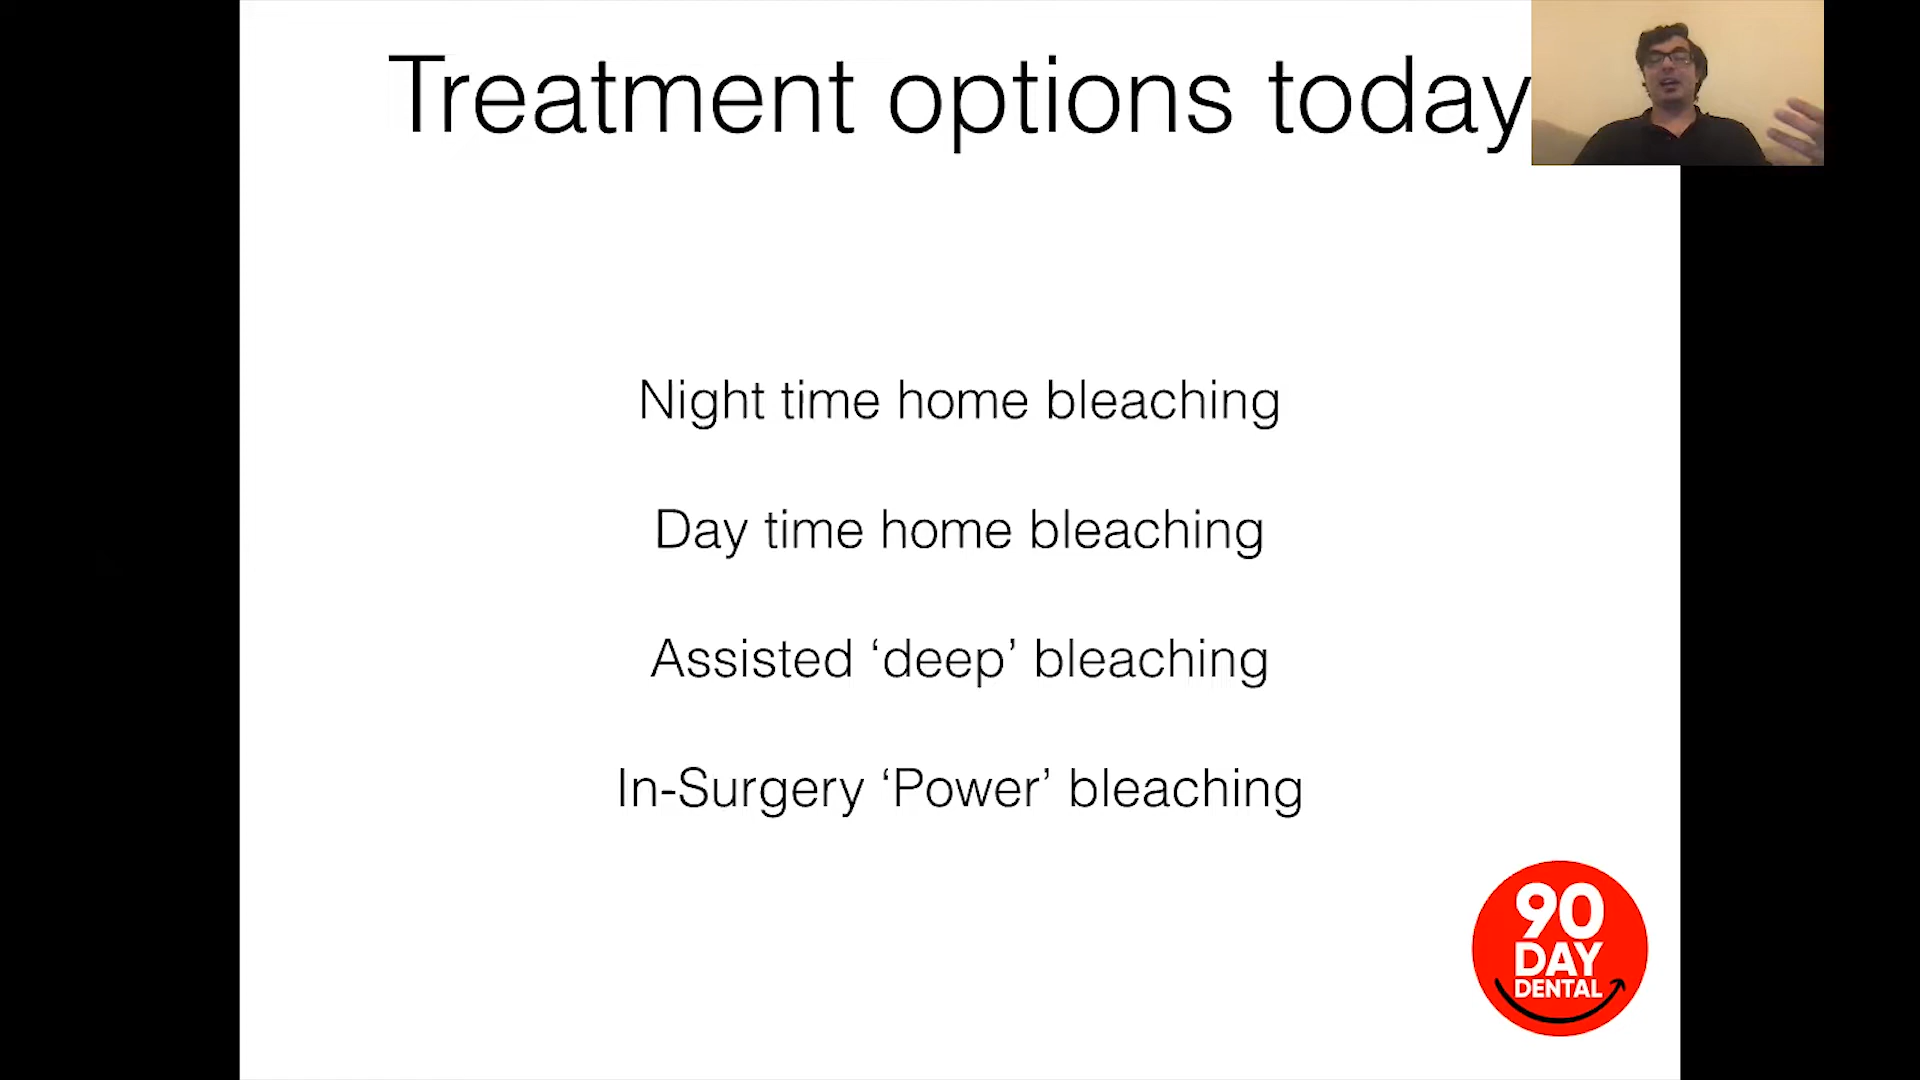 Treatment options today
Night time home bleaching
Day time home bleaching
Assisted ‘deep’ bleaching
In-Surgery ‘Power’ bleaching
90
DAY
DENTAL